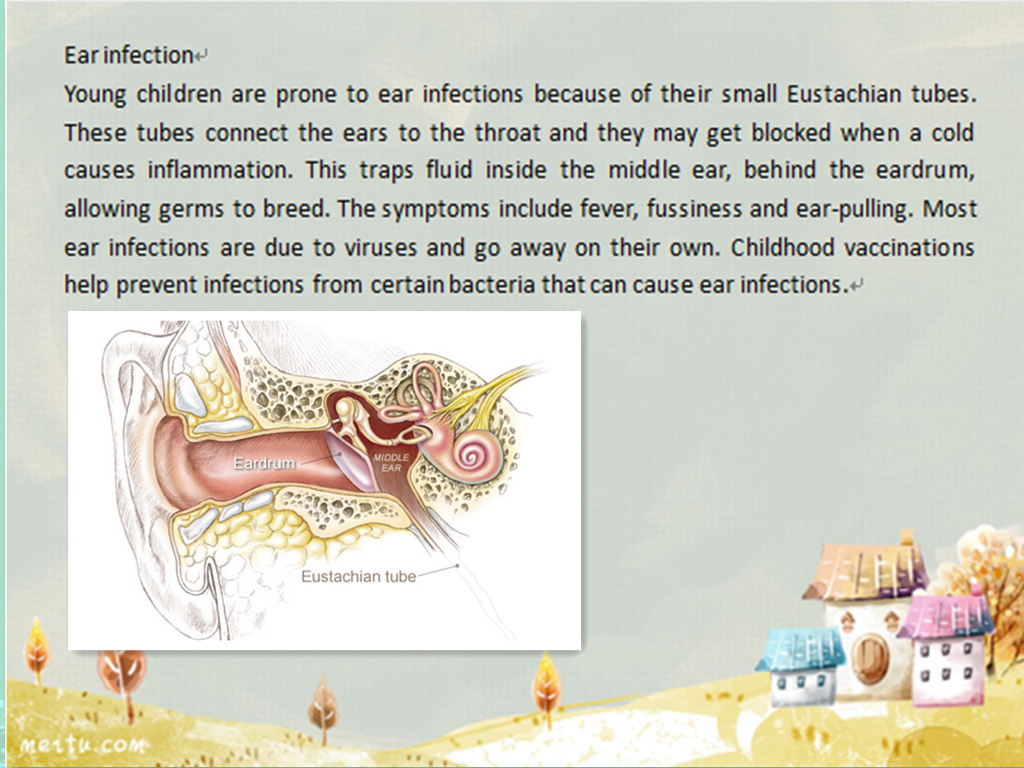 Ear infection↵
Young children are prone to ear infections because of their small Eustachian tubes.
These tubes connect the ears to the throat and they may get blocked when a cold
causes inflammation. This traps fluid inside the middle ear, behind the eardrum,
allowing germs to breed. The symptoms include fever, fussiness and ear-pulling. Most
ear infections are due to viruses and go away on their own. Childhood vaccinations
help prevent infections from certain bacteria that can cause ear infections.↵
Eardrum
MIDDLE
EAR
Eustachian tube
meitu.com